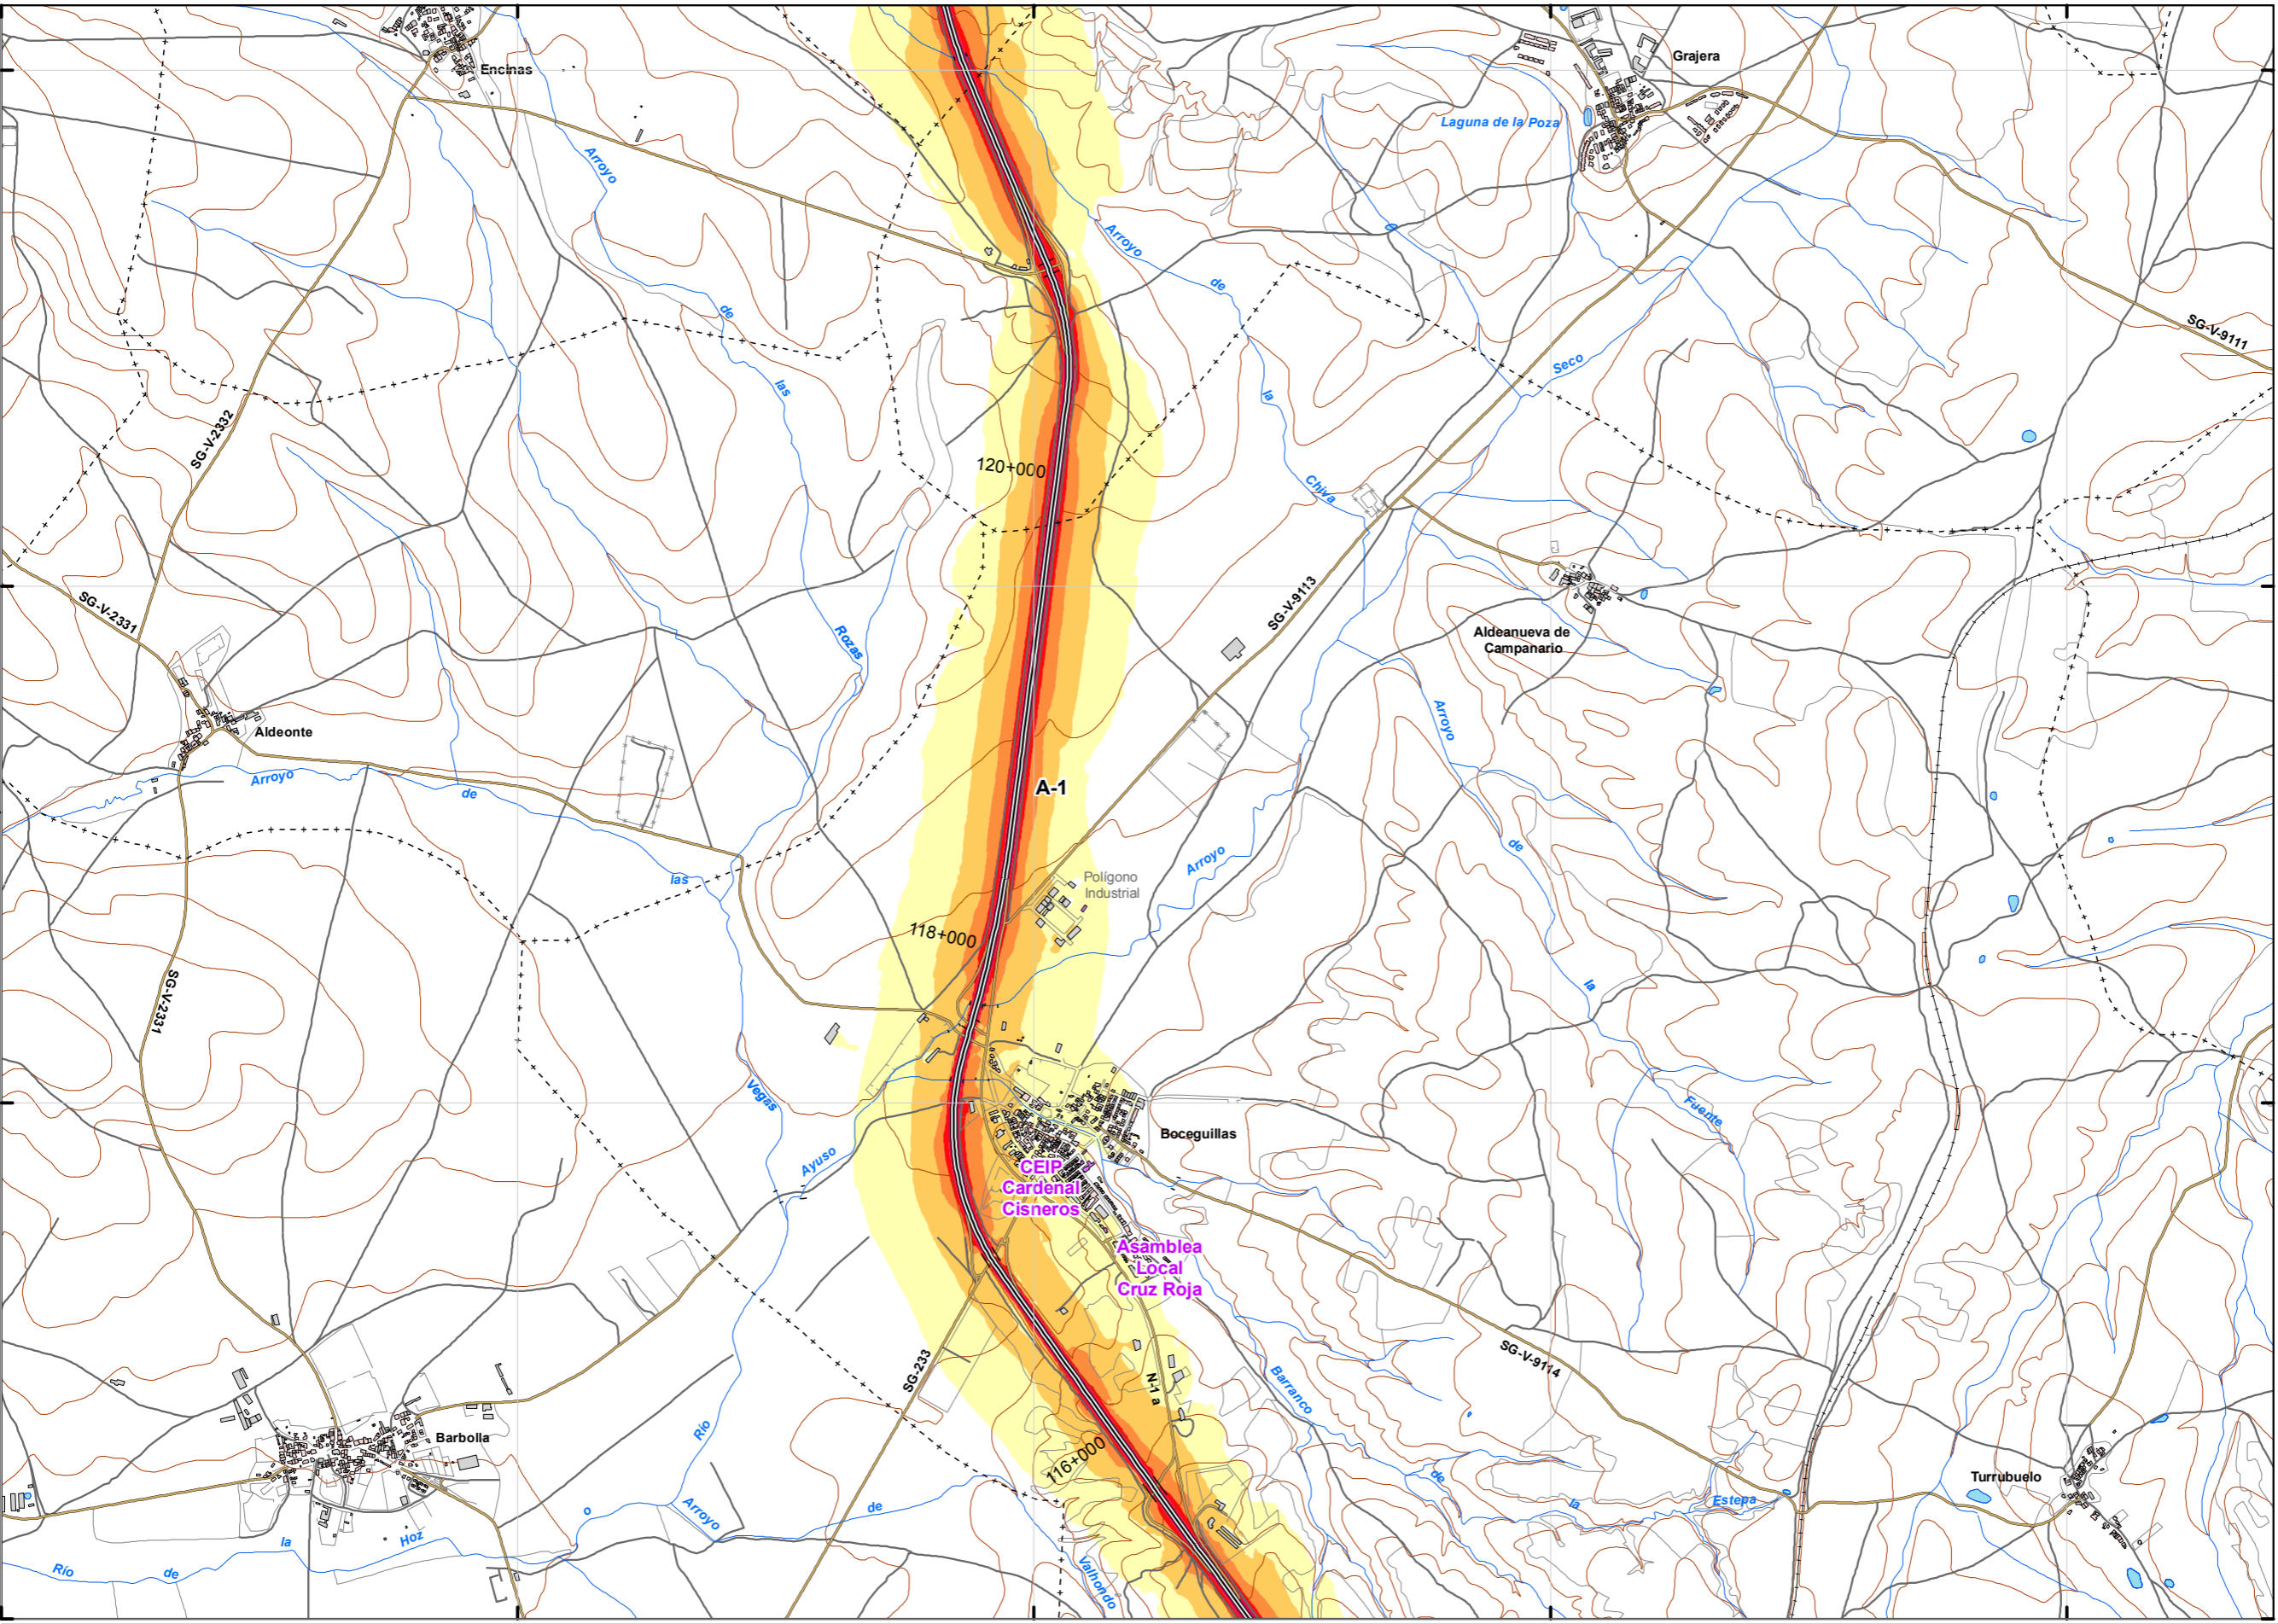 Encinas
Grajera
Laguna de la Poza
Arroyo
Arroyo
de
de
SG-V-9111
las
la
Seco
SG-V-2332
120+000
Chiva
SG-V-2331
SG-V-9113
Rozas
Aldeanueva de
Campanario
Arroyo
Aldeonte
Arroyo
de
A-1
de
Arroyo
las
Polígono
Industrial
118+000
SG-V-2331
la
Vegas
Fuente
Boceguillas
Ayuso
CEIP
Cardenal
Cisneros
Asamblea
Local
Cruz Roja
SG-233
N-1 a
Barranco
SG-V-9114
Río
Barbolla
116+000
de
Turrubuelo
la
Estepa
o
Arroyo
de
Hoz
la
Río
de
Valhondo